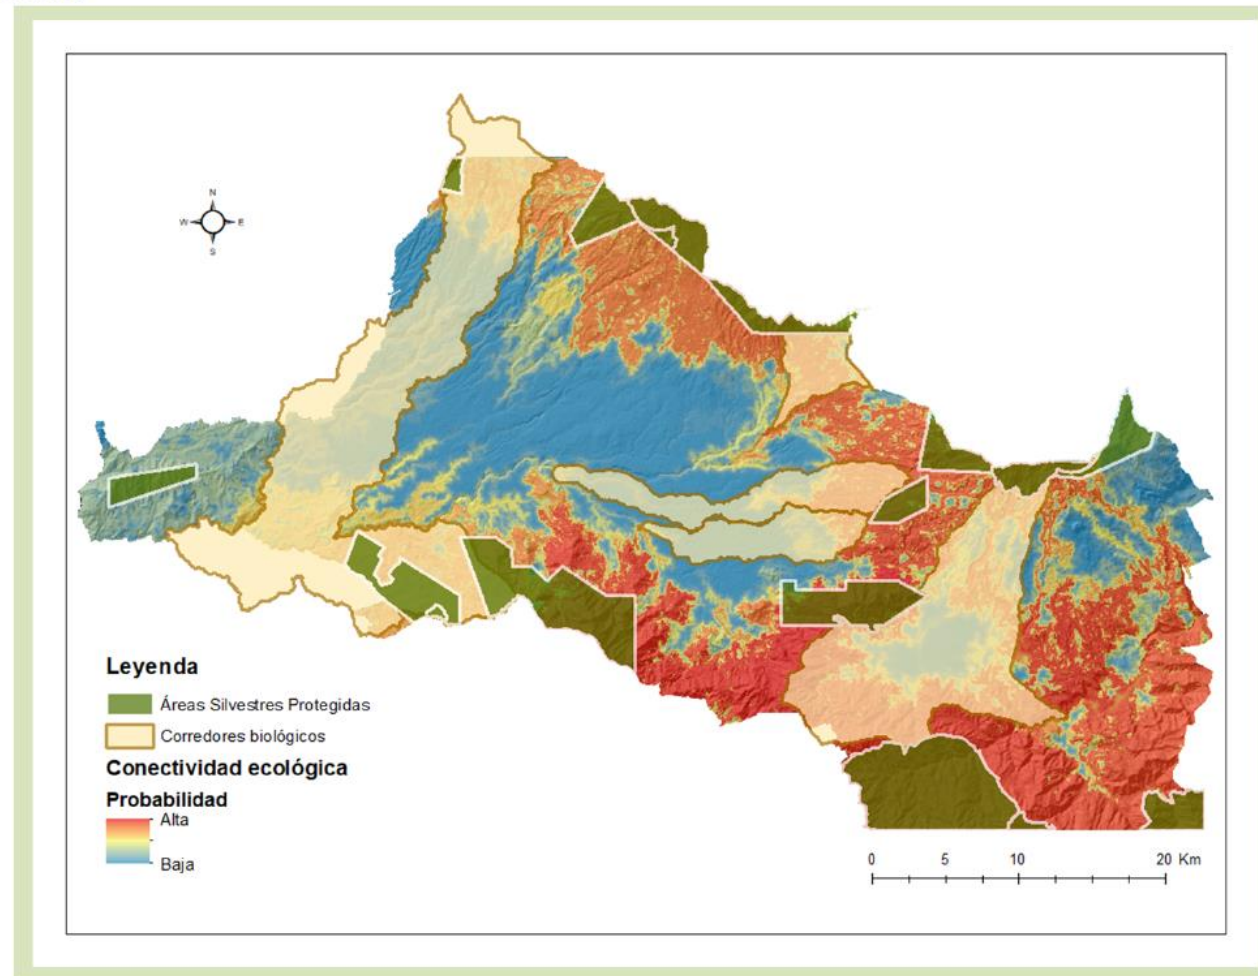 N
W E
S
Leyenda
Áreas Silvestres Protegidas
Corredores biológicos
Conectividad ecológica
Probabilidad
Alta
Baja
0 5 10 20 Km